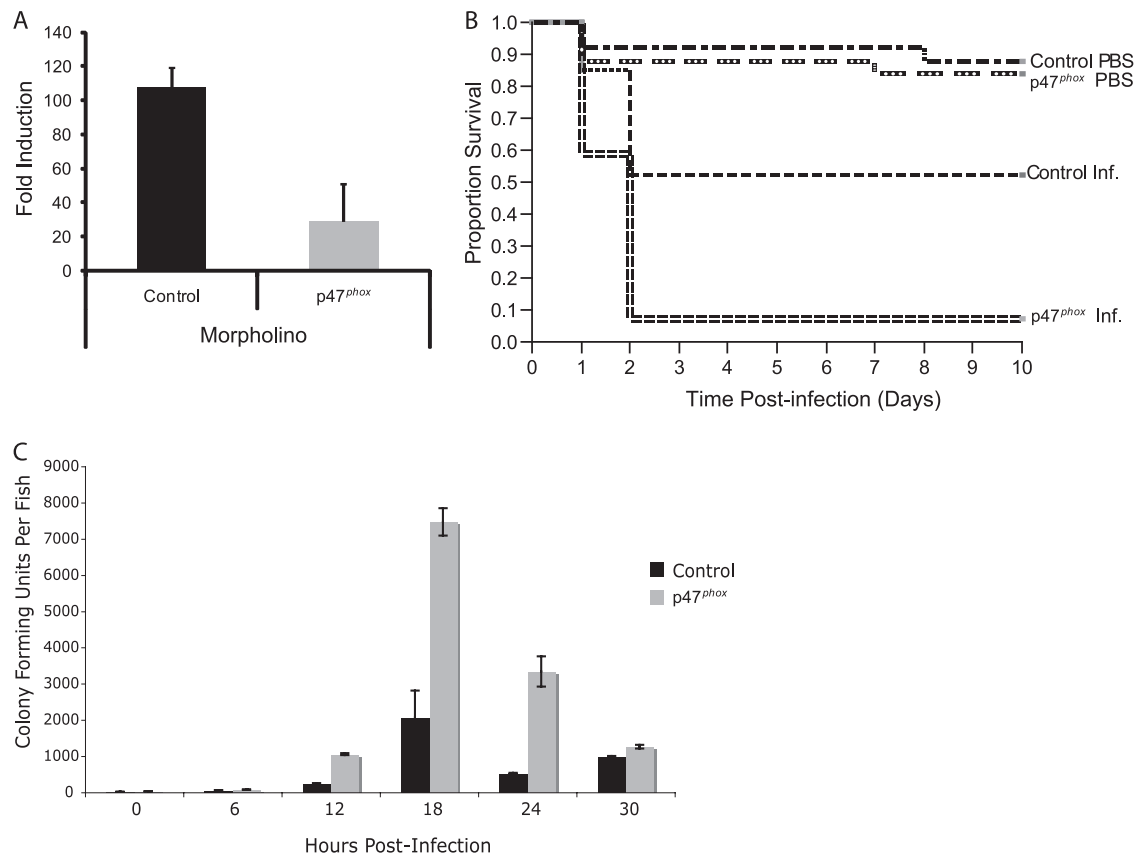 A
140
120
100
80
60
40
20
0
Fold Induction
Control
p47phox
Morpholino
B
1.0
0.9
0.8
0.7
0.6
0.5
0.4
0.3
0.2
0.1
0.0
Proportion Survival
Control PBS
p47phox PBS
Control Inf.
p47phox Inf.
0 1 2 3 4 5 6 7 8 9 10
Time Post-infection (Days)
C
9000
8000
7000
6000
5000
4000
3000
2000
1000
0
Colony Forming Units Per Fish
Control
p47phox
0 6 12 18 24 30
Hours Post-Infection